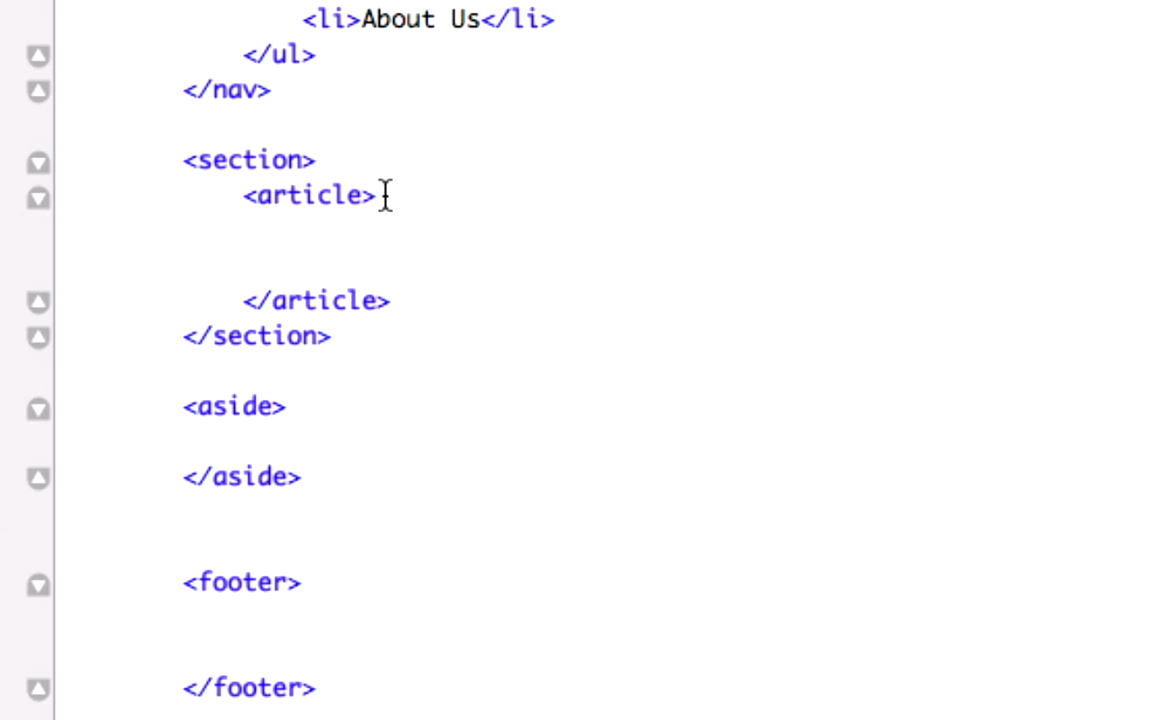 <li>About Us</li>
</ul>
</nav>
<section>
<article>
</article>
</section>
<aside>
</aside>
<footer>
</footer>